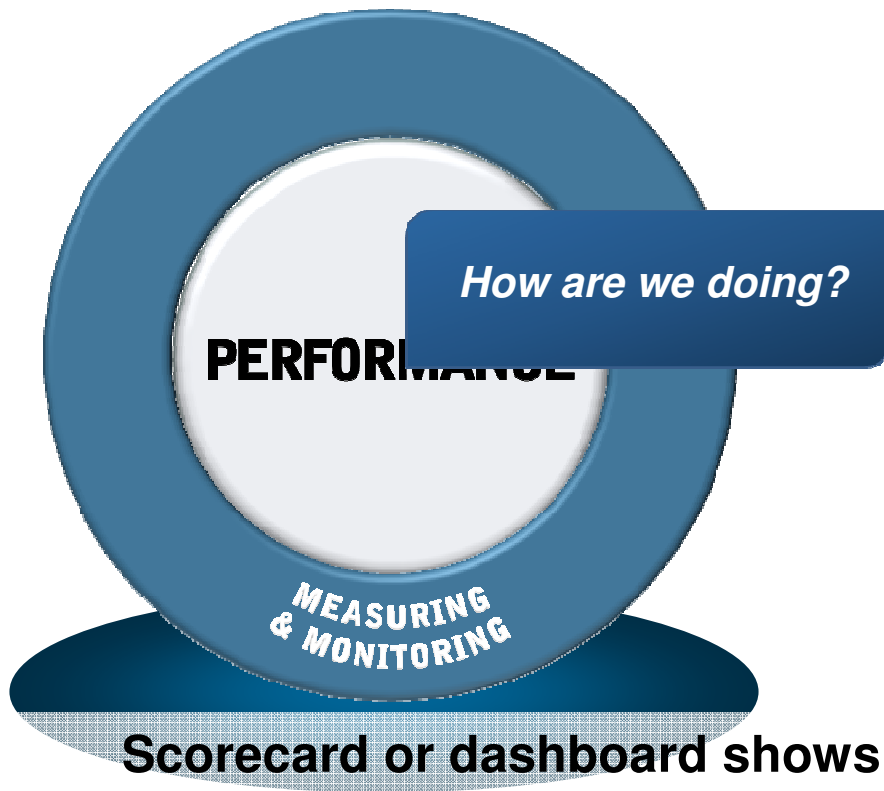 How are we doing?
PERFORMANCE
MEASURING
& MONITORING
Scorecard or dashboard shows